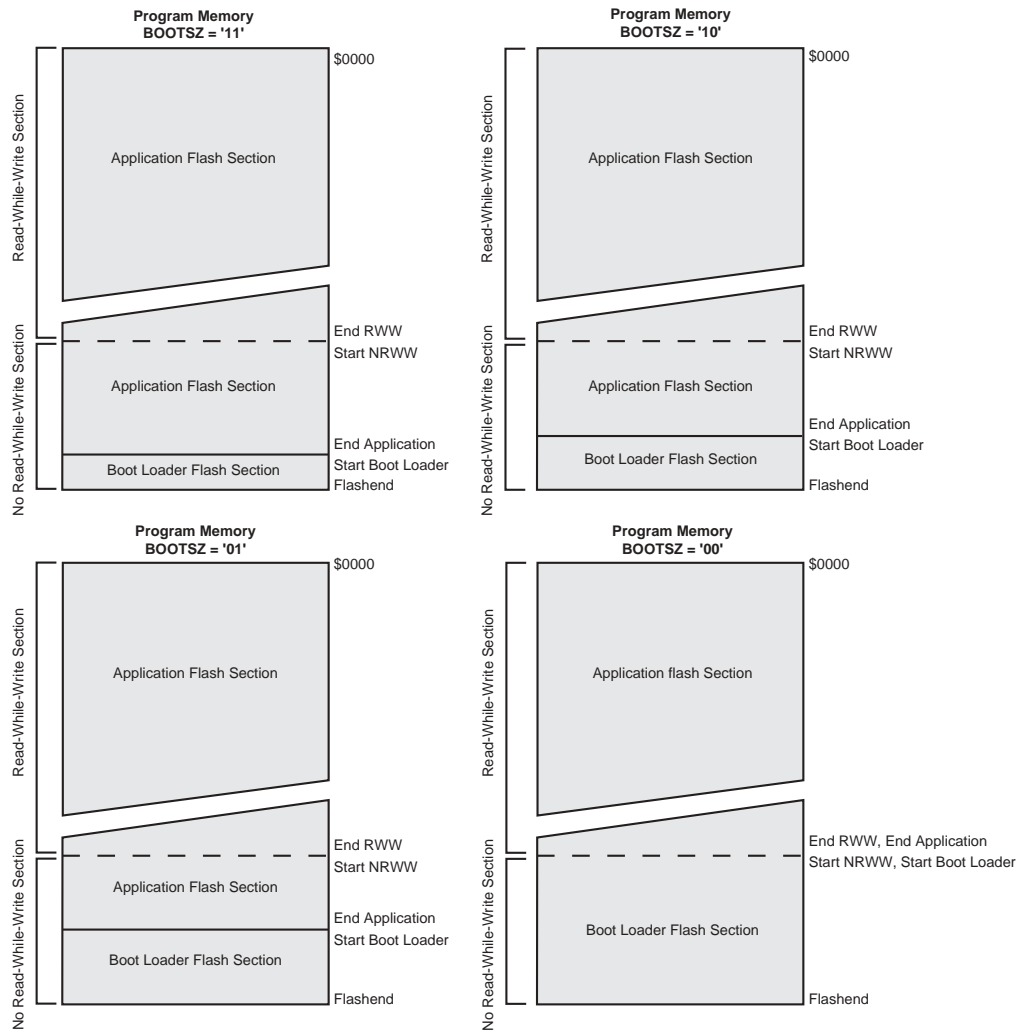 Program Memory
BOOTSZ = '11'
$0000
Read-While-Write Section
Application Flash Section
End RWW
Start NRWW
No Read-While-Write Section
Application Flash Section
End Application
Start Boot Loader
Boot Loader Flash Section
Flashend
Program Memory
BOOTSZ = '10'
$0000
Read-While-Write Section
Application Flash Section
End RWW
Start NRWW
No Read-While-Write Section
Application Flash Section
End Application
Start Boot Loader
Boot Loader Flash Section
Flashend
Program Memory
BOOTSZ = '01'
$0000
Read-While-Write Section
Application Flash Section
End RWW
Start NRWW
No Read-While-Write Section
Application Flash Section
End Application
Start Boot Loader
Boot Loader Flash Section
Flashend
Program Memory
BOOTSZ = '00'
$0000
Read-While-Write Section
Application flash Section
End RWW, End Application
Start NRWW, Start Boot Loader
No Read-While-Write Section
Boot Loader Flash Section
Flashend